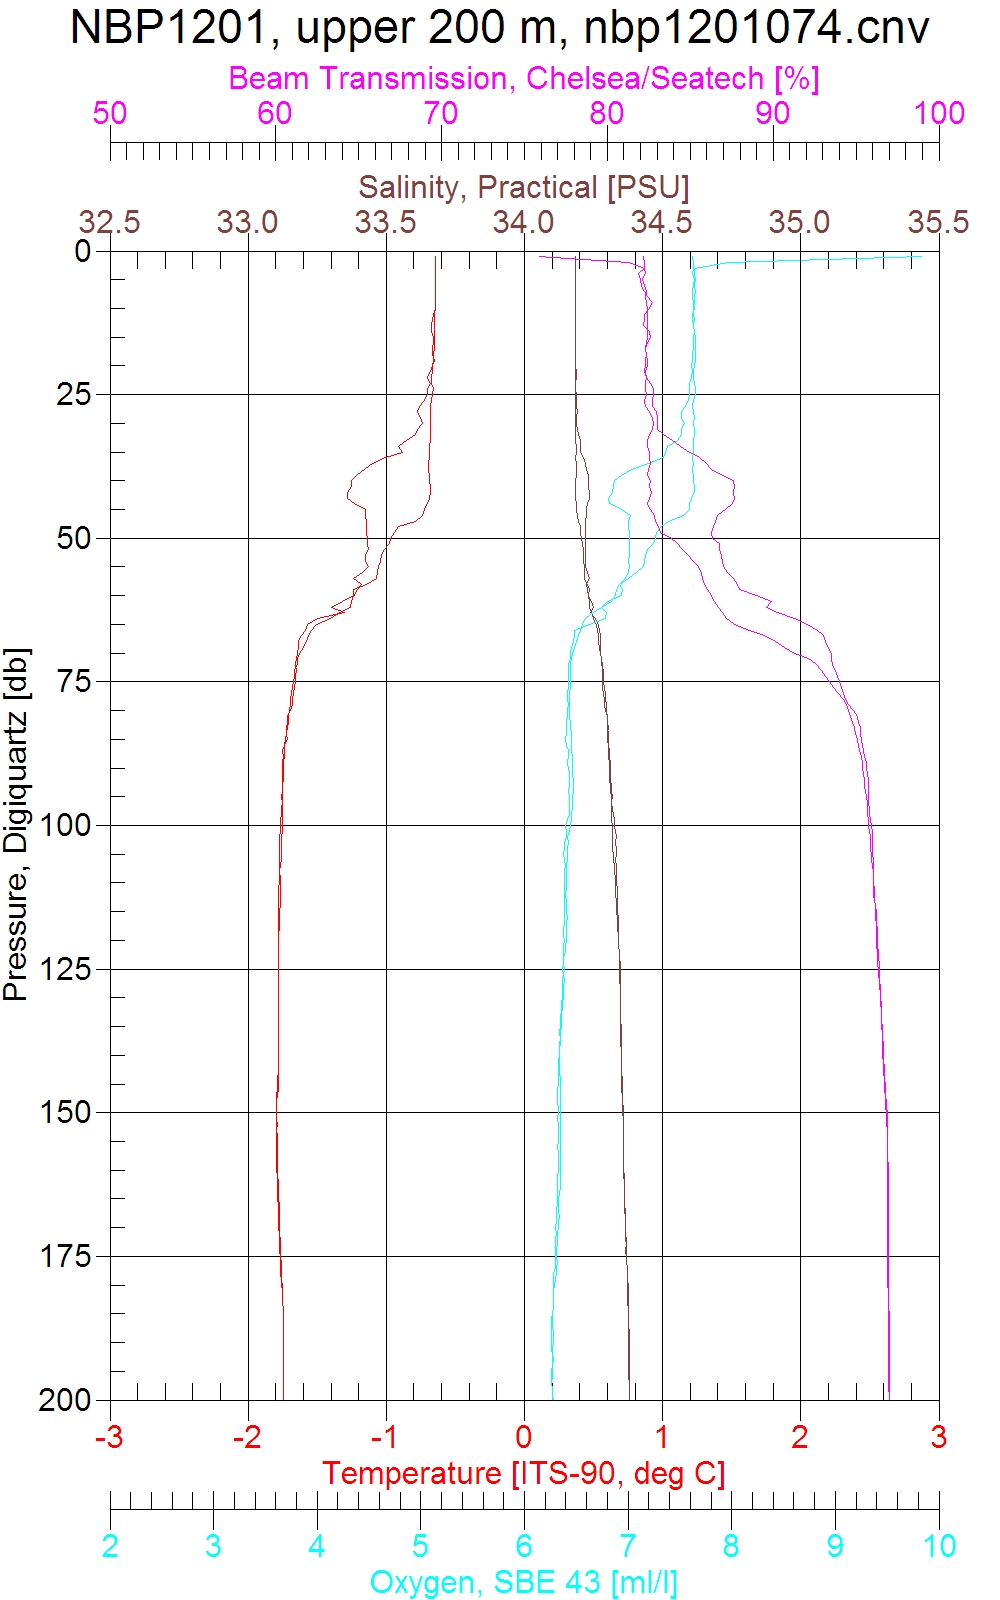 NBP1201, upper 200 m, nbp1201074.cnv
Beam Transmission, Chelsea/Seatech [%]
50 60 70 80 90 100
Salinity, Practical [PSU]
32.5 33.0 33.5 34.0 34.5 35.0 35.5
0
25
50
75
100
125
150
175
200
Pressure, Digiquartz [db]
-3 -2 -1 0 1 2 3
Temperature [ITS-90, deg C]
2 3 4 5 6 7 8 9 10
Oxygen, SBE 43 [ml/l]